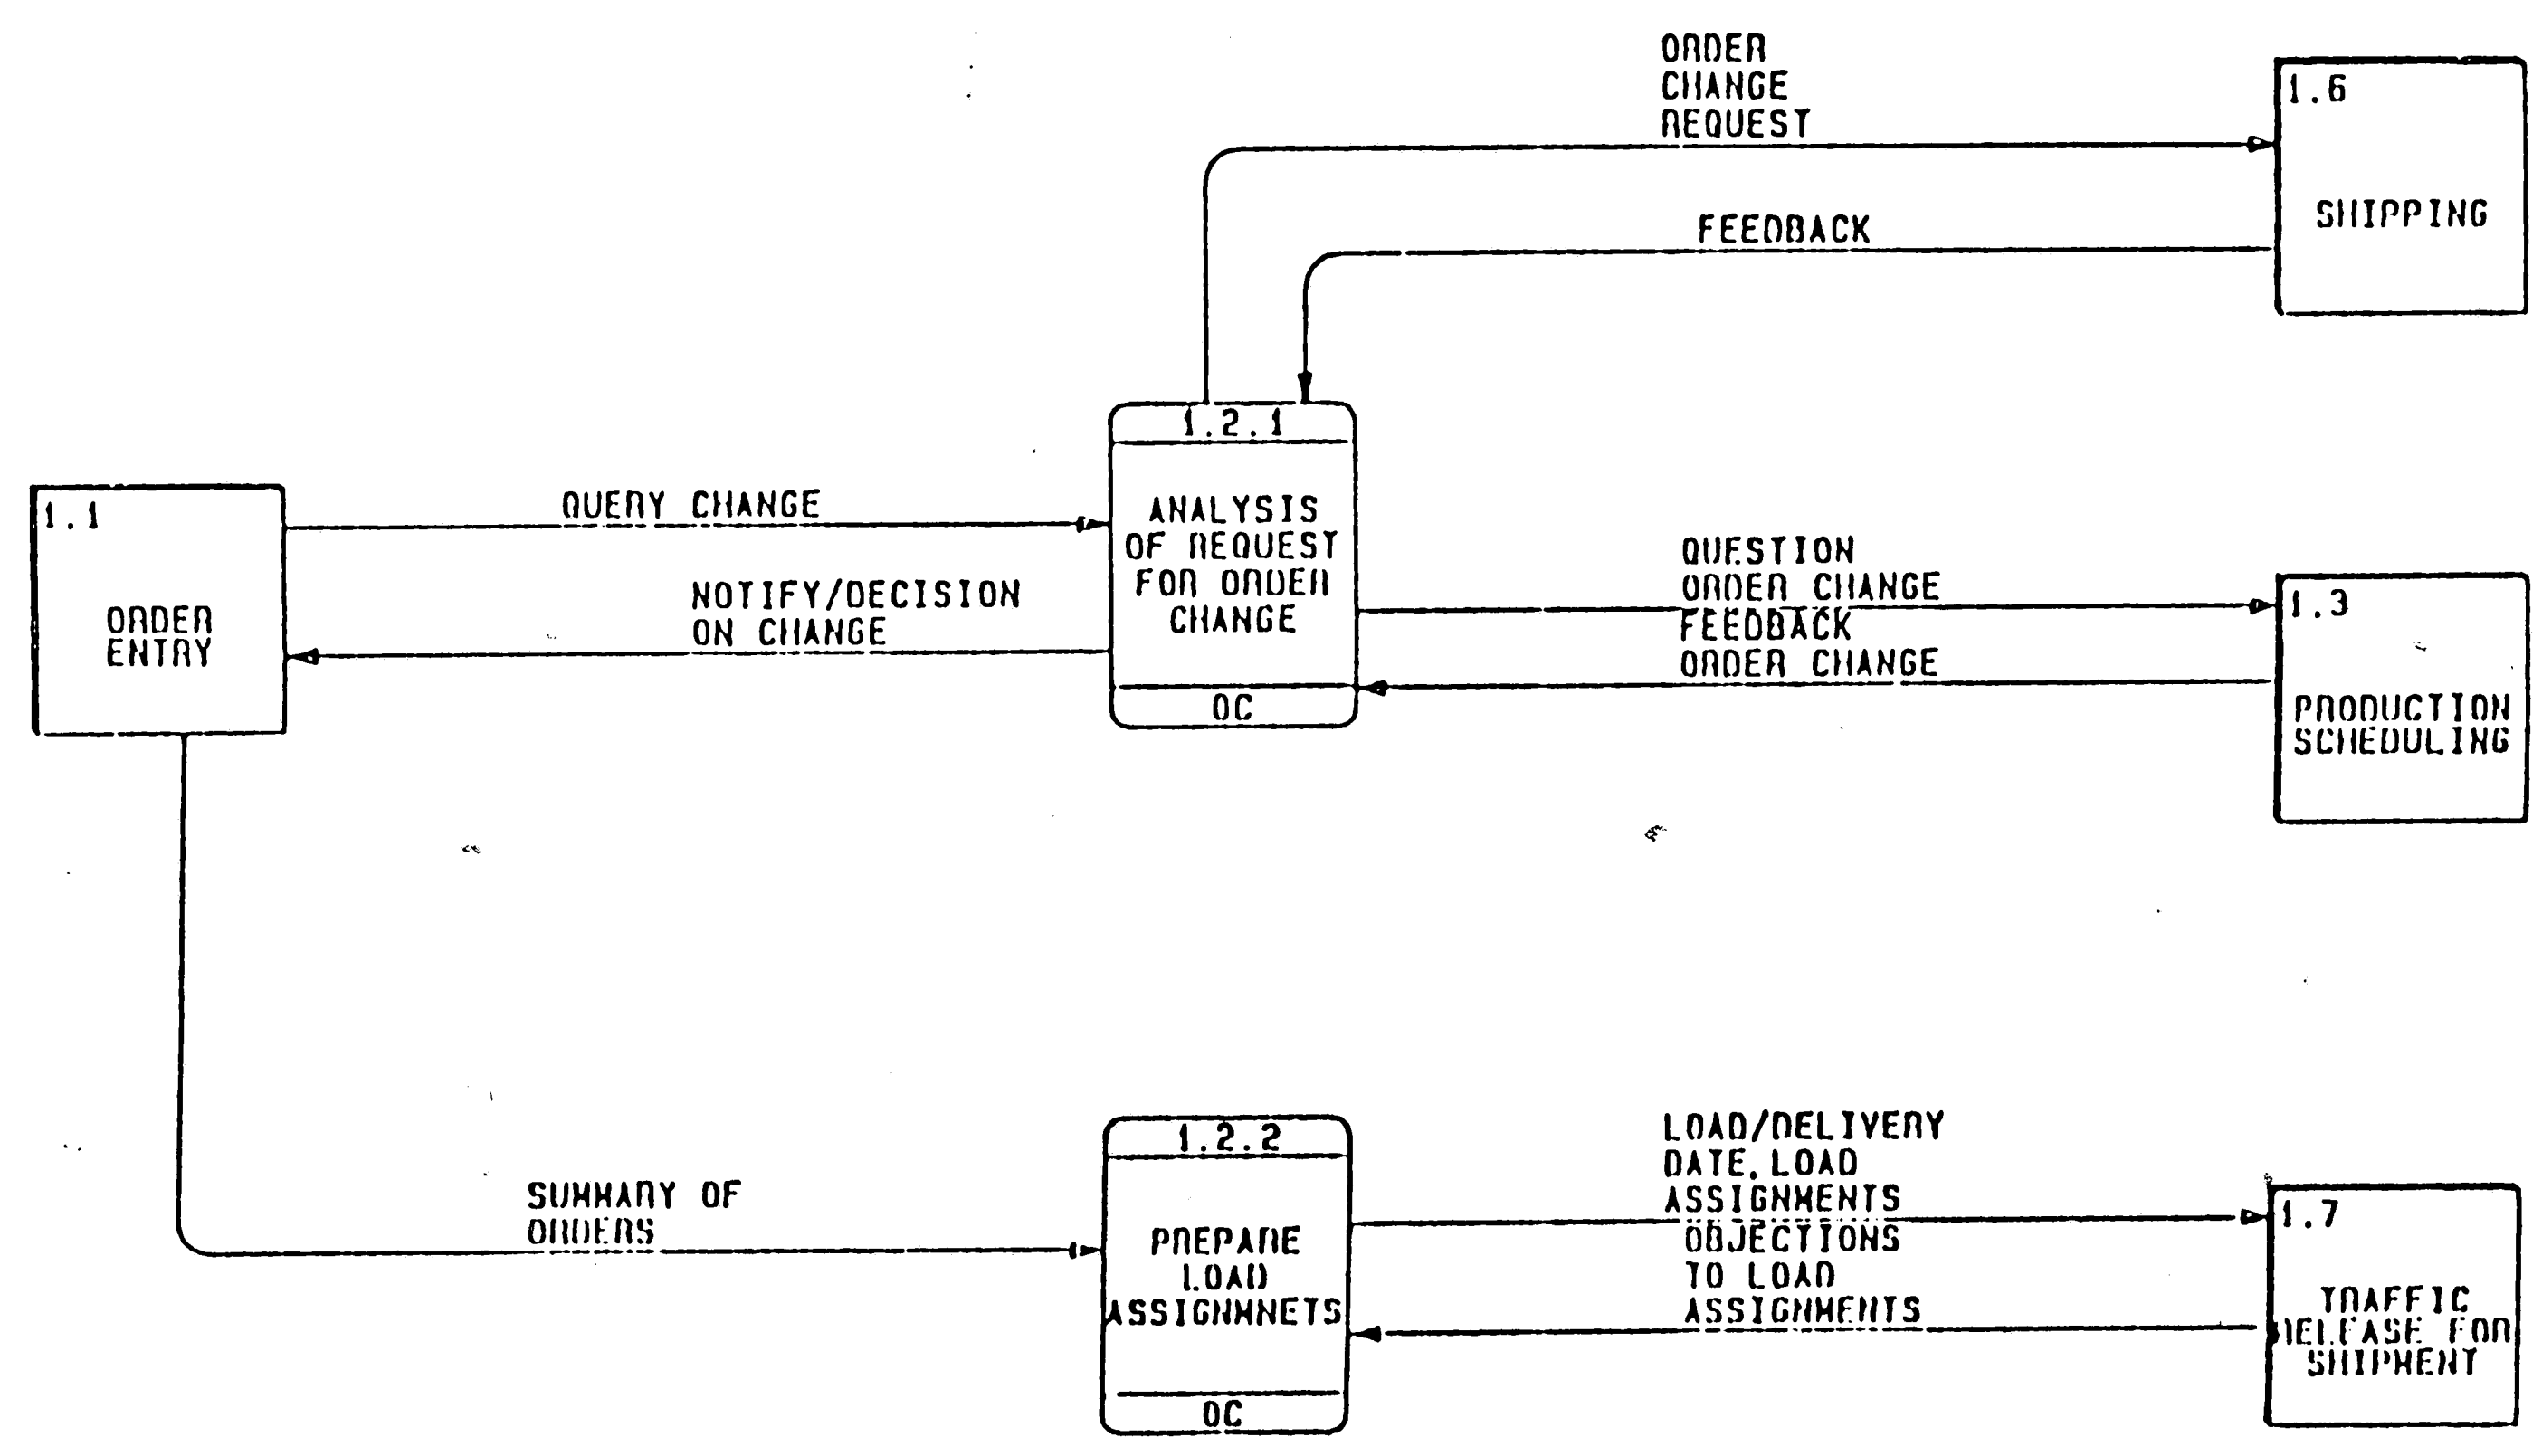 ORDER
CHANGE
REQUEST
1.6
SHIPPING
FEEDBACK
1.2.1
ANALYSIS
OF REQUEST
FOR ORDER
CHANGE
OC
1.1
ORDER
ENTRY
QUERY CHANGE
NOTIFY/DECISION
ON CHANGE
QUESTION
ORDER CHANGE
FEEDBACK
ORDER CHANGE
1.3
PRODUCTION
SCHEDULING
SUMMARY OF
ORDERS
1.2.2
PREPARE
LOAD
ASSIGNMNETS
OC
LOAD/DELIVERY
DATE, LOAD
ASSIGNMENTS
OBJECTIONS
TO LOAD
ASSIGNMENTS
1.7
TRAFFIC
RELEASE FOR
SHIPMENT